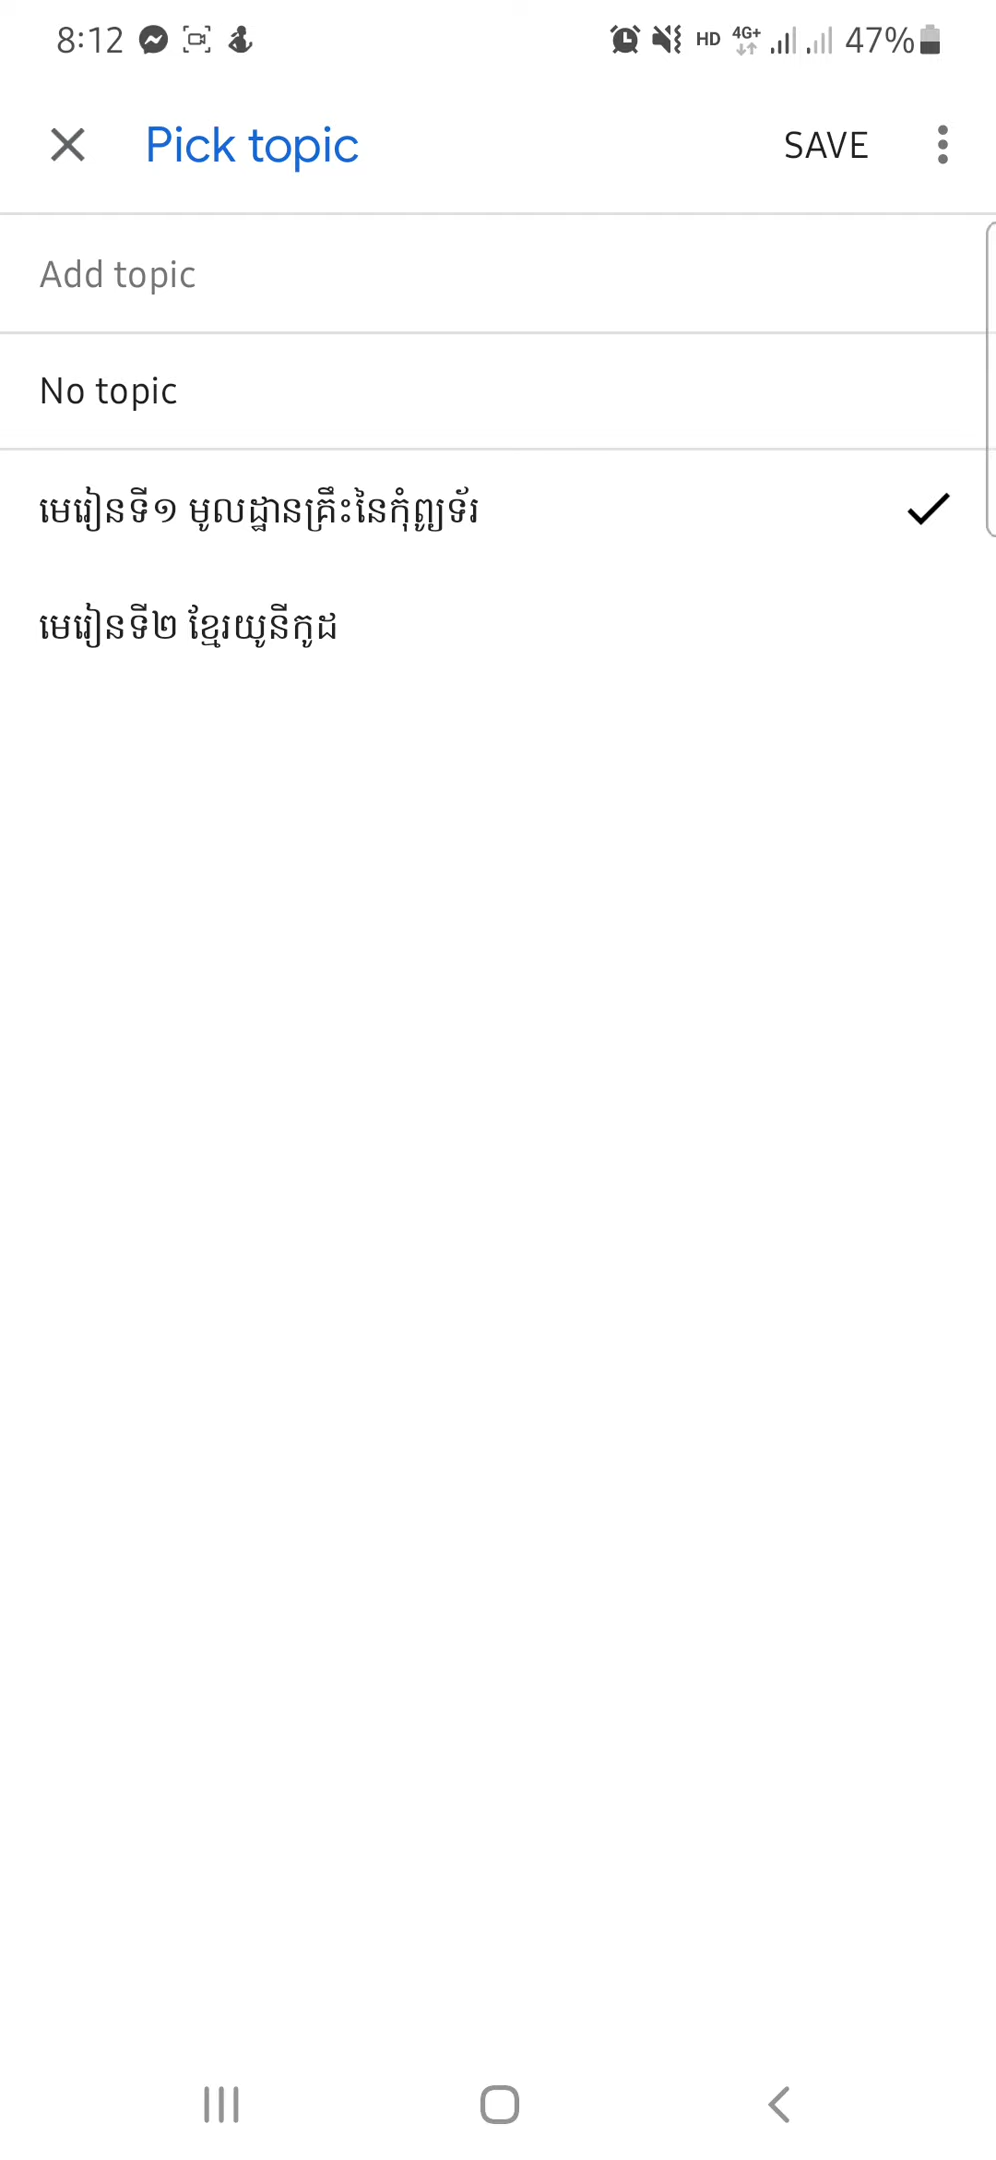 8:12 HD 4G+ 47%
Pick topic SAVE
Add topic
No topic
មេរៀនទី១ មូលដ្ឋានគ្រឹះនៃកុំព្យូទ័រ
មេរៀនទី២ ខ្មែរយូនីកូដ